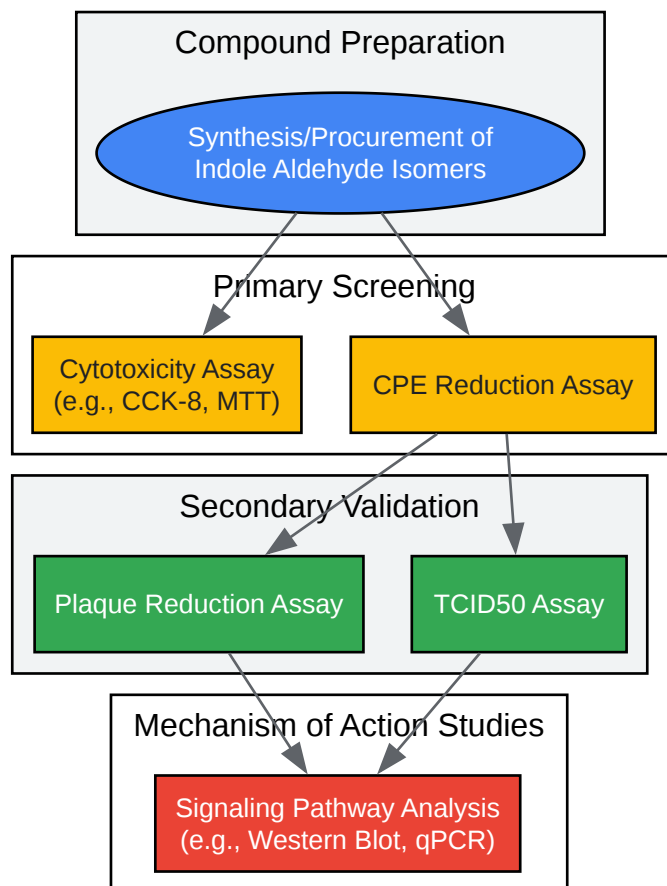 Compound Preparation
Synthesis/Procurement of
Indole Aldehyde Isomers
Primary Screening
Cytotoxicity Assay
(e.g., CCK-8, MTT)
CPE Reduction Assay
Secondary Validation
Plaque Reduction Assay
TCID50 Assay
Mechanism of Action Studies
Signaling Pathway Analysis
(e.g., Western Blot, qPCR)